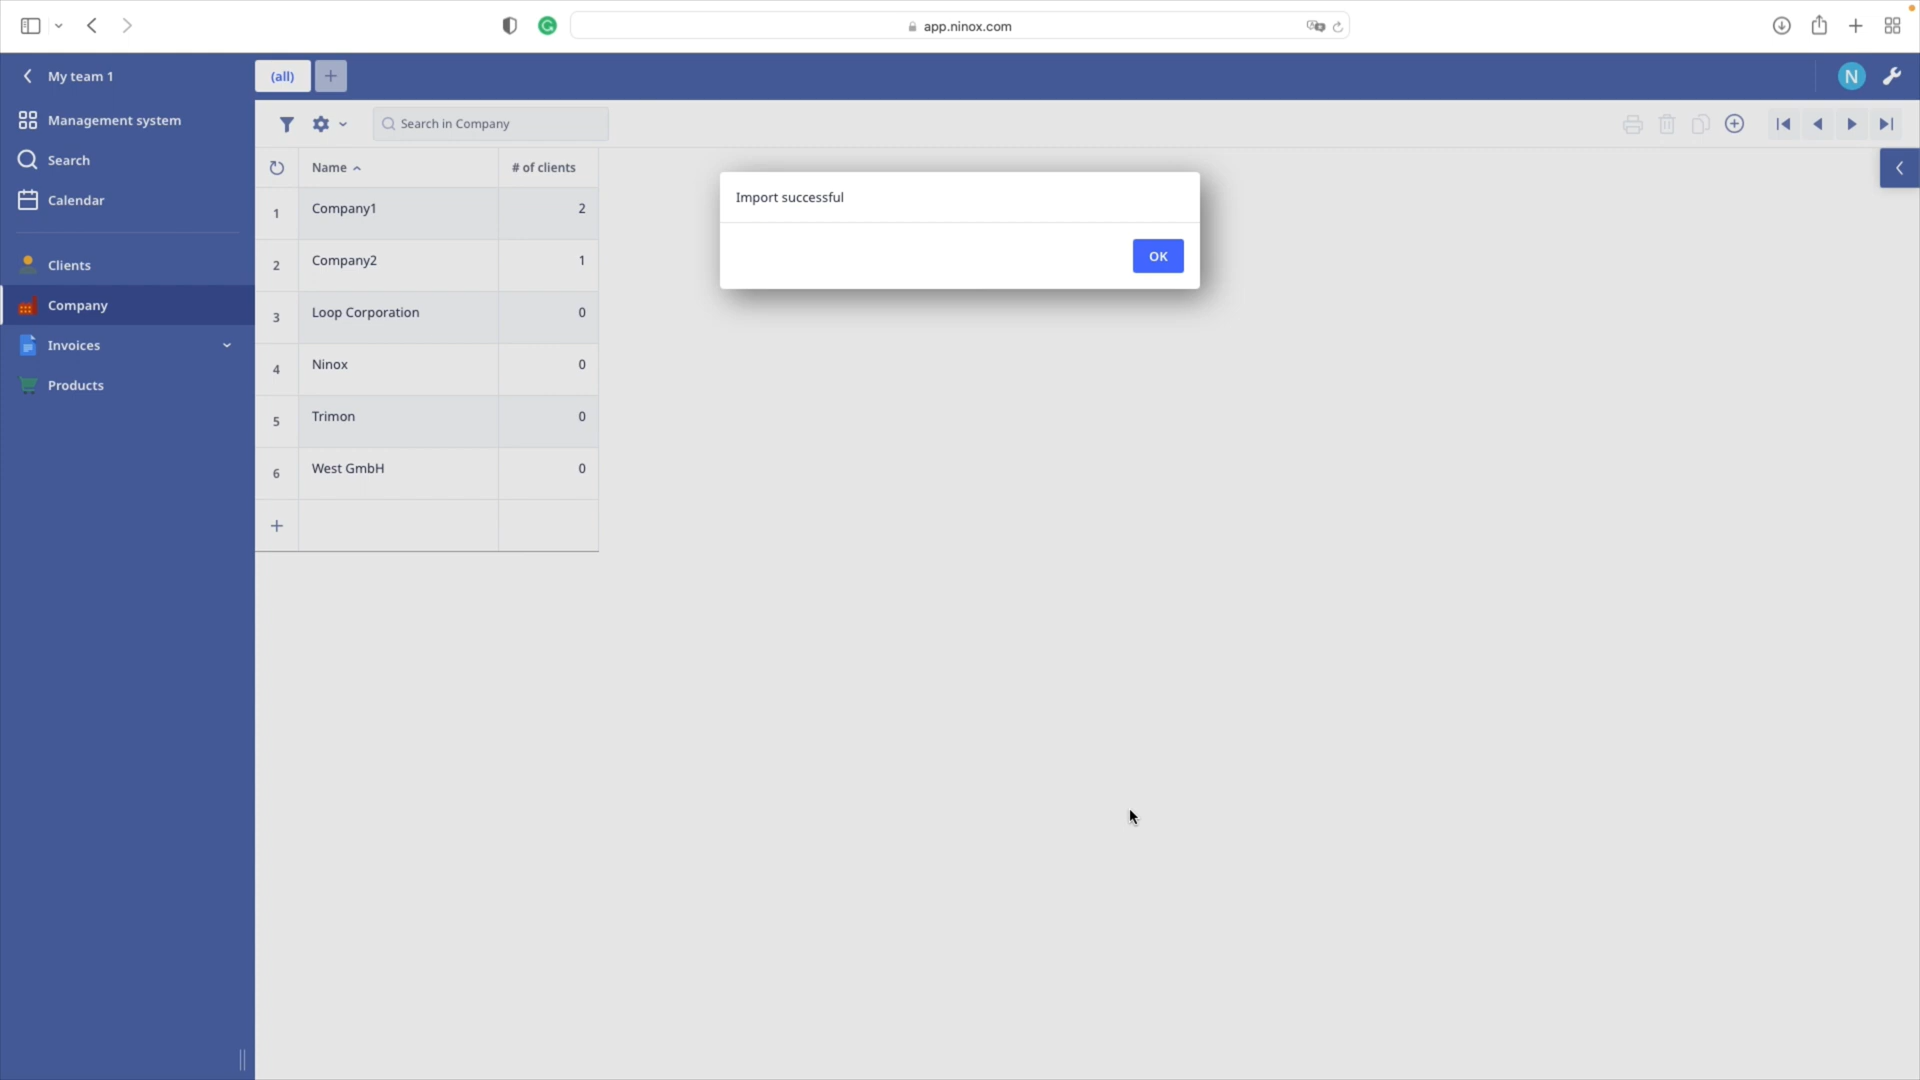 app.ninox.com
My team 1
(all)
+
N
Management system
Search in Company
Search
Name
# of clients
Calendar
1
Company1
2
2
Company2
1
Clients
3
Loop Corporation
0
Company
Invoices
4
Ninox
0
Products
5
Trimon
0
6
West GmbH
0
+
Import successful
OK